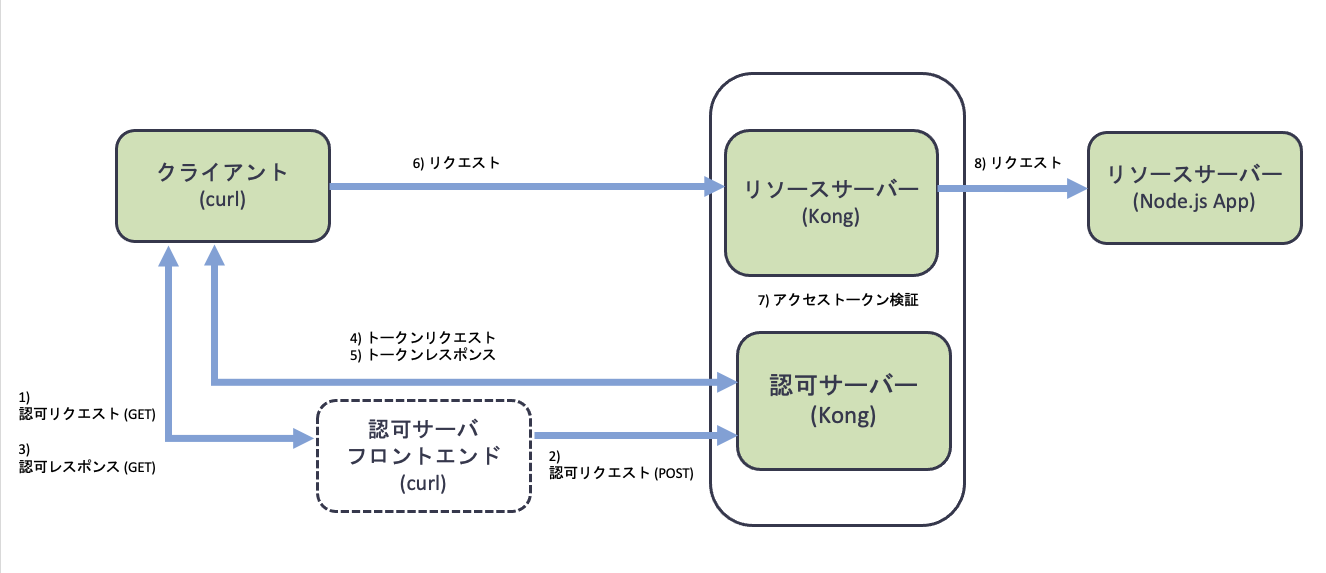 クライアント
(curl)
6) リクエスト
リソースサーバー
(Kong)
8) リクエスト
リソースサーバー
(Node.js App)
7) アクセストークン検証
4) トークンリクエスト
5) トークンレスポンス
認可サーバー
(Kong)
1)
認可リクエスト (GET)
3)
認可レスポンス (GET)
認可サーバ
フロントエンド
(curl)
2)
認可リクエスト (POST)